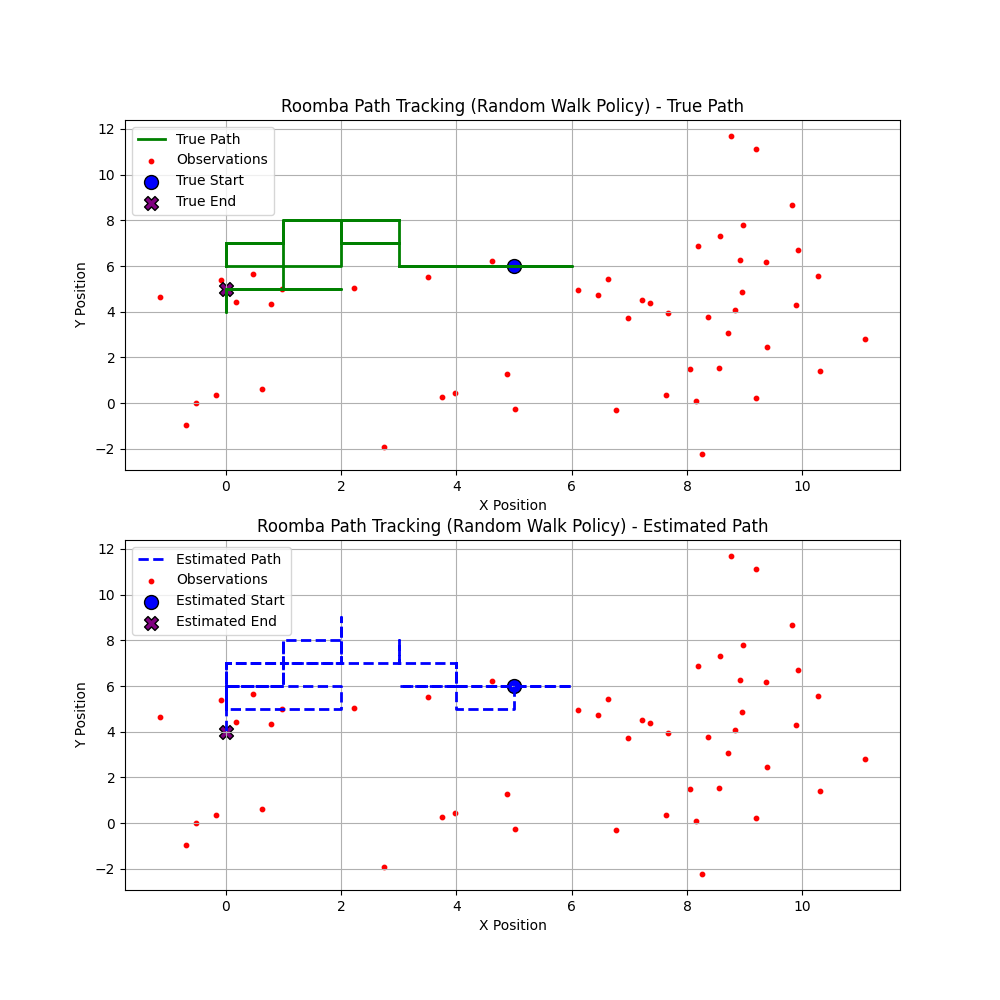 Roomba Path Tracking (Random Walk Policy) - True Path
12
10
8
6
4
2
0
−2
Y Position
True Path
Observations
True Start
True End
0 2 4 6 8 10
X Position
Roomba Path Tracking (Random Walk Policy) - Estimated Path
12
10
8
6
4
2
0
−2
Y Position
Estimated Path
Observations
Estimated Start
Estimated End
0 2 4 6 8 10
X Position